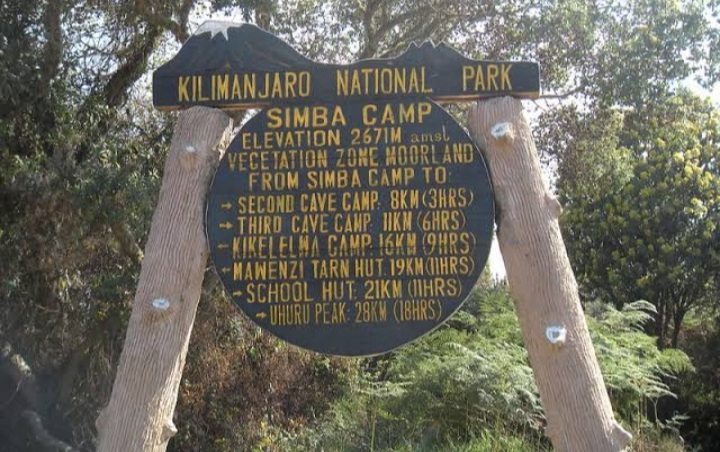 KILIMANJARO NATIONAL PARK
SIMBA CAMP
ELEVATION 2671M amsl
VEGETATION ZONE MOORLAND
FROM SIMBA CAMP TO:
→ SECOND CAVE CAMP: 8KM (3HRS)
→ THIRD CAVE CAMP: 11KM (6HRS)
← KIKELELWA CAMP: 16KM (9HRS)
← MAWENZI TARN HUT: 19KM (11HRS)
→ SCHOOL HUT: 21KM (11HRS)
→ UHURU PEAK: 28KM (18HRS)